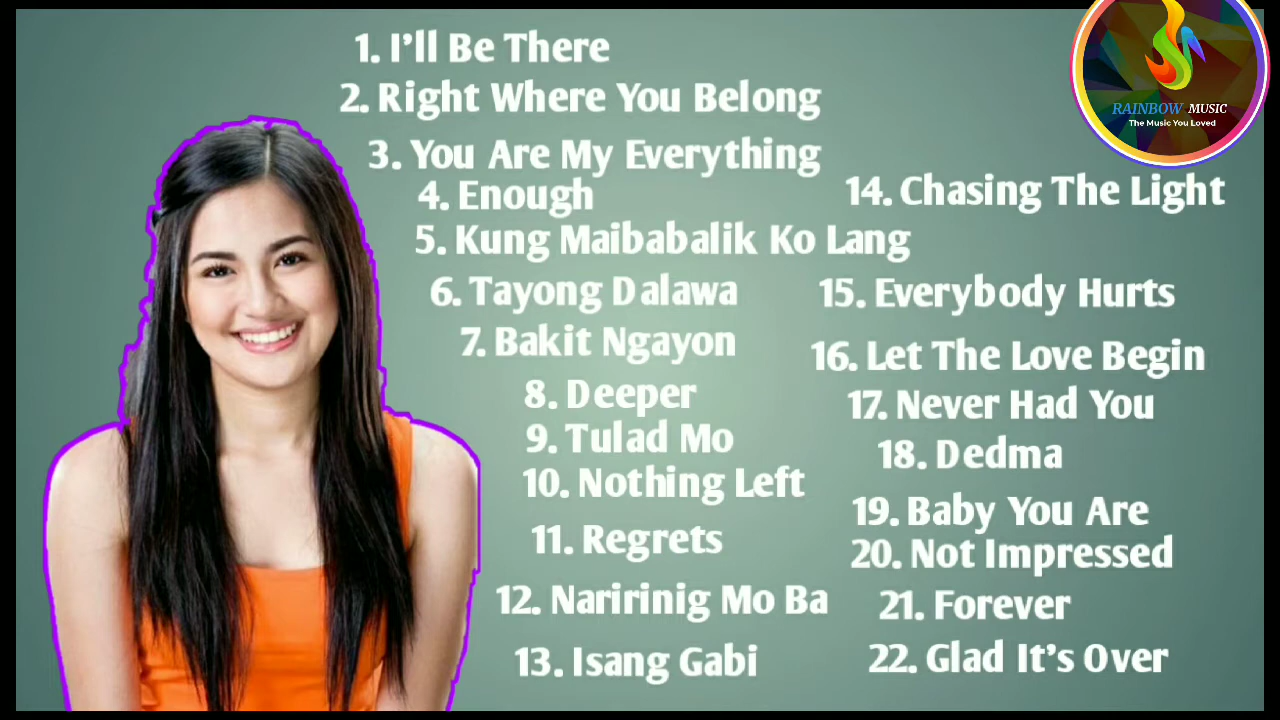 1. I'll Be There
2. Right Where You Belong
3. You Are My Everything
4. Enough
5. Kung Maibabalik Ko Lang
6. Tayong Dalawa
7. Bakit Ngayon
8. Deeper
9. Tulad Mo
10. Nothing Left
11. Regrets
12. Naririnig Mo Ba
13. Isang Gabi
14. Chasing The Light
15. Everybody Hurts
16. Let The Love Begin
17. Never Had You
18. Dedma
19. Baby You Are
20. Not Impressed
21. Forever
22. Glad It's Over
RAINBOW MUSIC
The Music You Loved